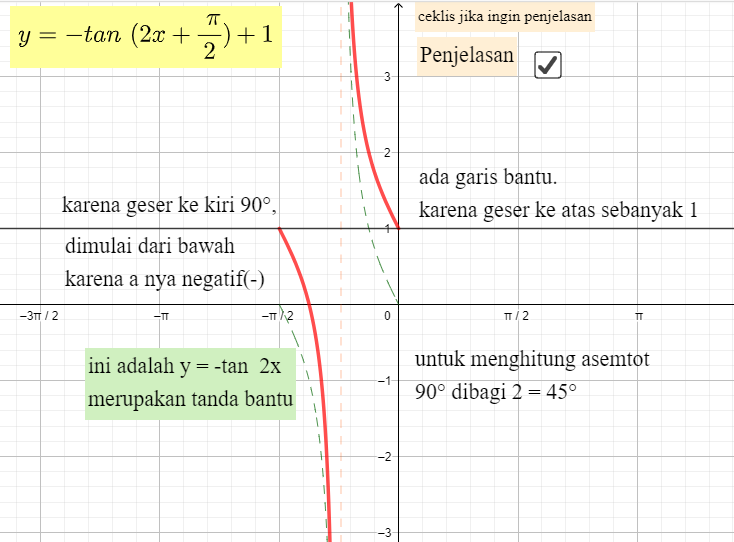 y = −tan (2x + π/2) + 1
ceklis jika ingin penjelasan
Penjelasan
3
2
ada garis bantu.
karena geser ke atas sebanyak 1
karena geser ke kiri 90°,
1
dimulai dari bawah
karena a nya negatif(-)
−3π / 2
−π
−π / 2
0
π / 2
π
ini adalah y = -tan 2x
merupakan tanda bantu
untuk menghitung asemtot
90° dibagi 2 = 45°
−1
−2
−3